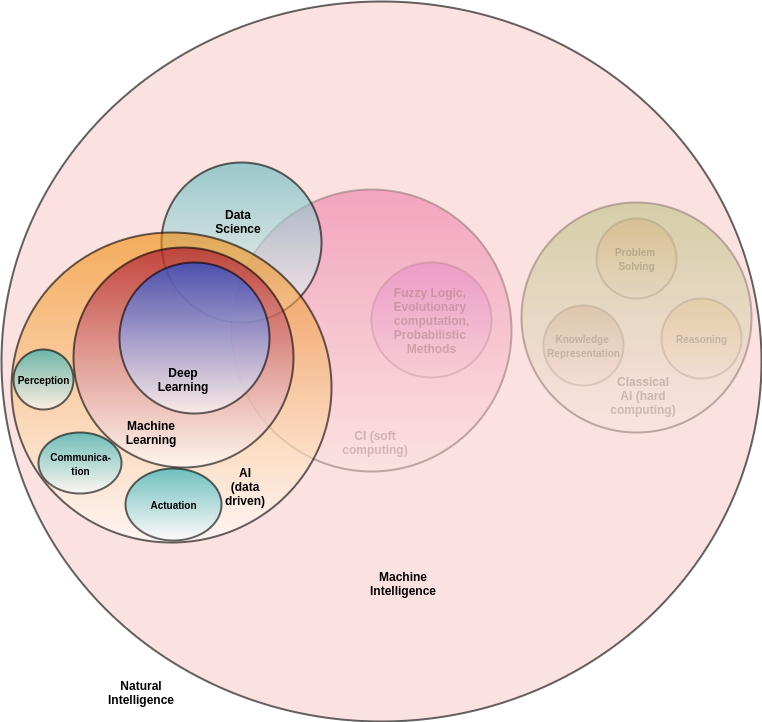 Data
Science
Problem
Solving
Fuzzy Logic,
Evolutionary
computation,
Probabilistic
Methods
Knowledge
Representation
Reasoning
Deep
Learning
Perception
Classical
AI (hard
computing)
Machine
Learning
CI (soft
computing)
Communica-
tion
AI
(data
driven)
Actuation
Machine
Intelligence
Natural
Intelligence